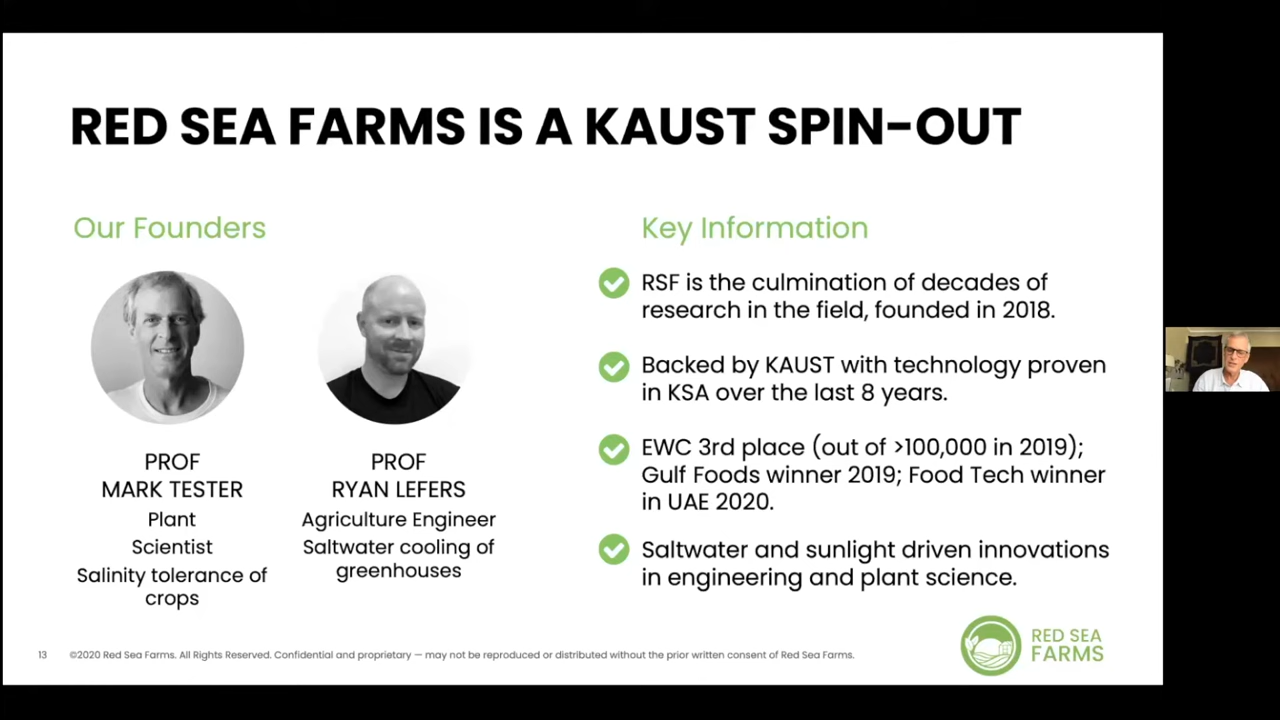 RED SEA FARMS IS A KAUST SPIN-OUT
Our Founders
PROF
MARK TESTER
Plant
Scientist
Salinity tolerance of
crops
PROF
RYAN LEFERS
Agriculture Engineer
Saltwater cooling of
greenhouses
Key Information
RSF is the culmination of decades of
research in the field, founded in 2018.
Backed by KAUST with technology proven
in KSA over the last 8 years.
EWC 3rd place (out of >100,000 in 2019);
Gulf Foods winner 2019; Food Tech winner
in UAE 2020.
Saltwater and sunlight driven innovations
in engineering and plant science.
13
©2020 Red Sea Farms. All Rights Reserved. Confidential and proprietary — may not be reproduced or distributed without the prior written consent of Red Sea Farms.
RED SEA
FARMS